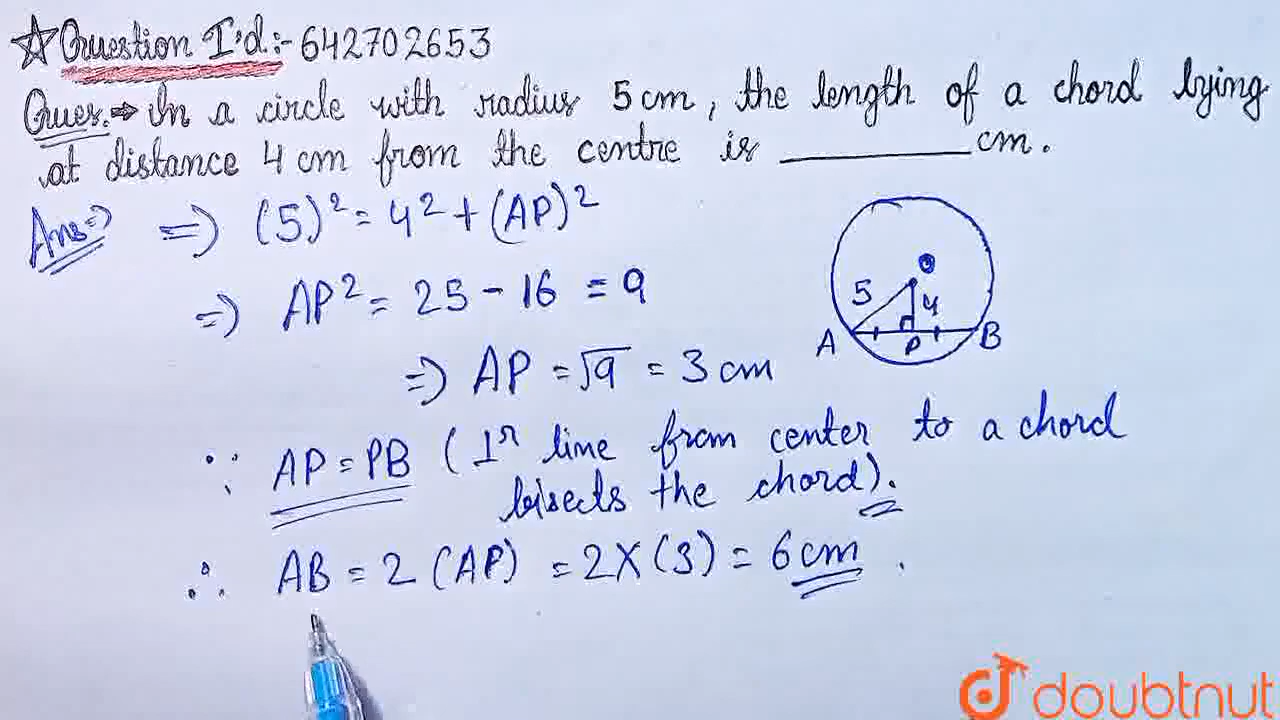 ☆ Question I'd:- 642702653
Ques.⇒ In a circle with radius 5 cm, the length of a chord lying
at distance 4 cm from the centre is ________ cm.
Ans⇒ ⇒ (5)² = 4² + (AP)²
⇒ AP² = 25 - 16 = 9
⇒ AP = √9 = 3 cm
O
5
4
A P B
∵ AP = PB (⊥r line from center to a chord
bisects the chord).
∴ AB = 2 (AP) = 2 X (3) = 6 cm.
doubtnut